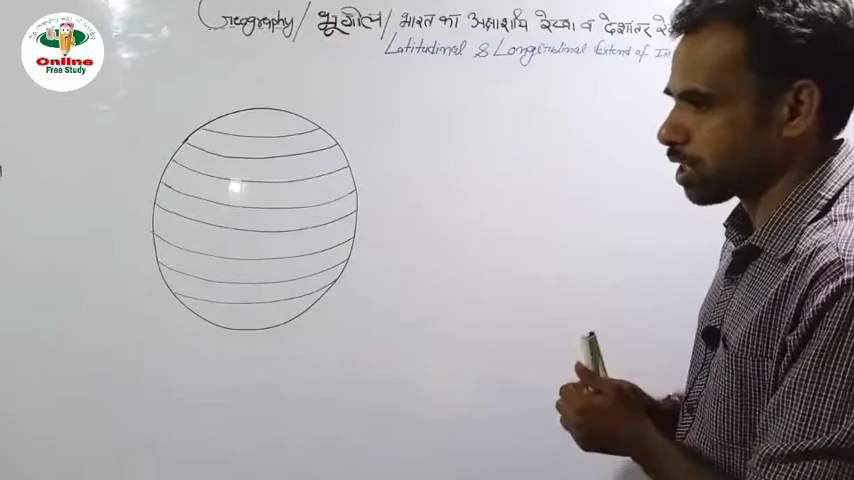 Geography/ भूगोल/ भारत का अक्षांशीय रेखा व देशांतर रे
Latitudinal & Longitudinal Extend of In
Online
Free Study